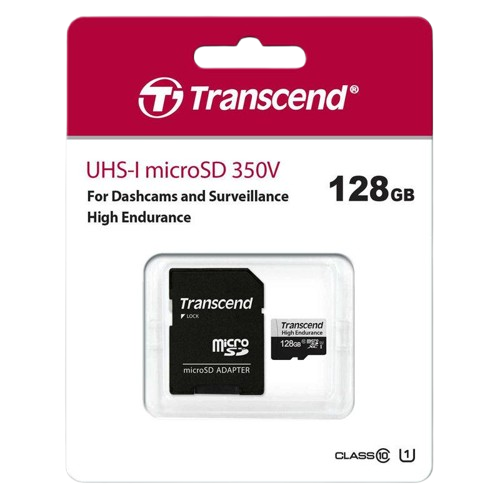 Transcend®
UHS-I microSD 350V
For Dashcams and Surveillance
High Endurance
128GB
Transcend
LOCK
micro
SD
microSD ADAPTER
Transcend
High Endurance
128GB
CLASS 10 U1